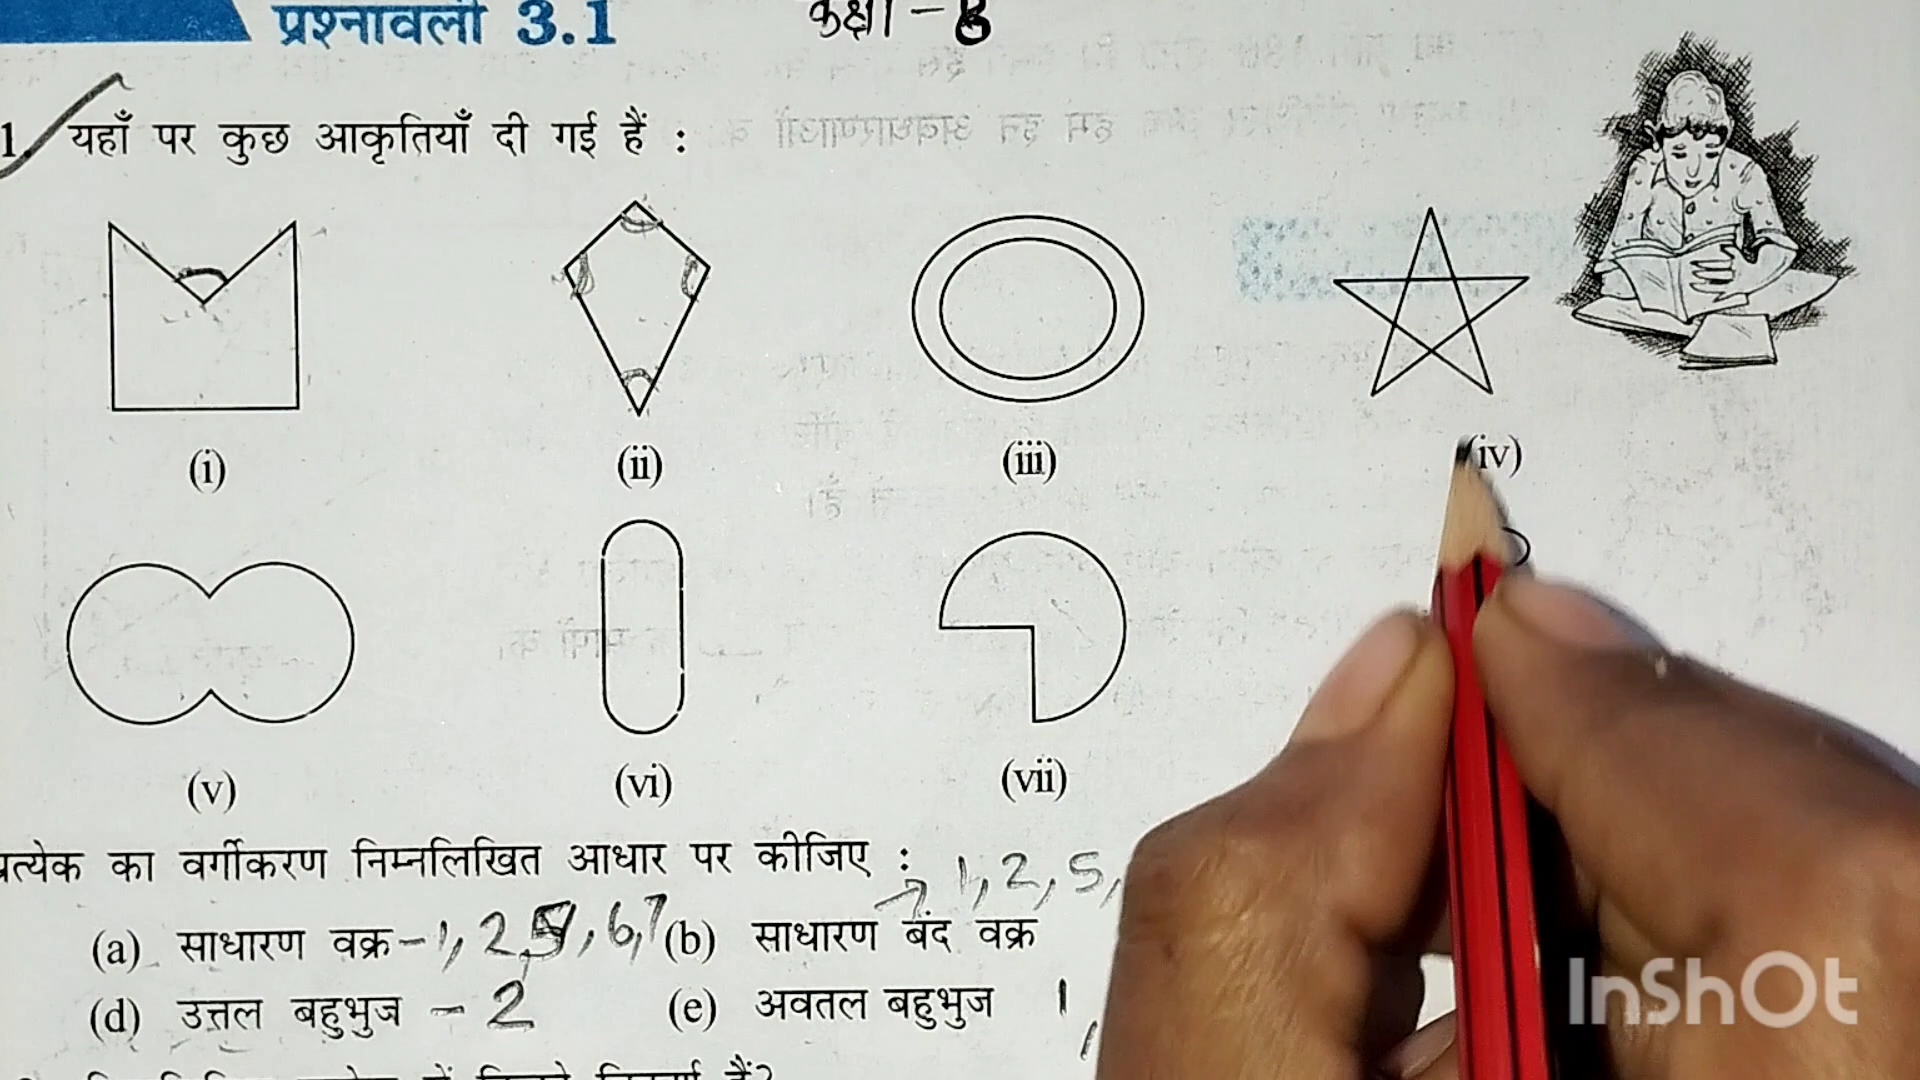 प्रश्नावली 3.1 कक्षा - 8
1. यहाँ पर कुछ आकृतियाँ दी गई हैं :
(i) (ii) (iii) (iv)
(v) (vi) (vii)
प्रत्येक का वर्गीकरण निम्नलिखित आधार पर कीजिए : 1, 2, 5,
(a) साधारण वक्र - 1, 2, 5, 6, 7 (b) साधारण बंद वक्र
(d) उत्तल बहुभुज - 2 (e) अवतल बहुभुज 1,
InShOt